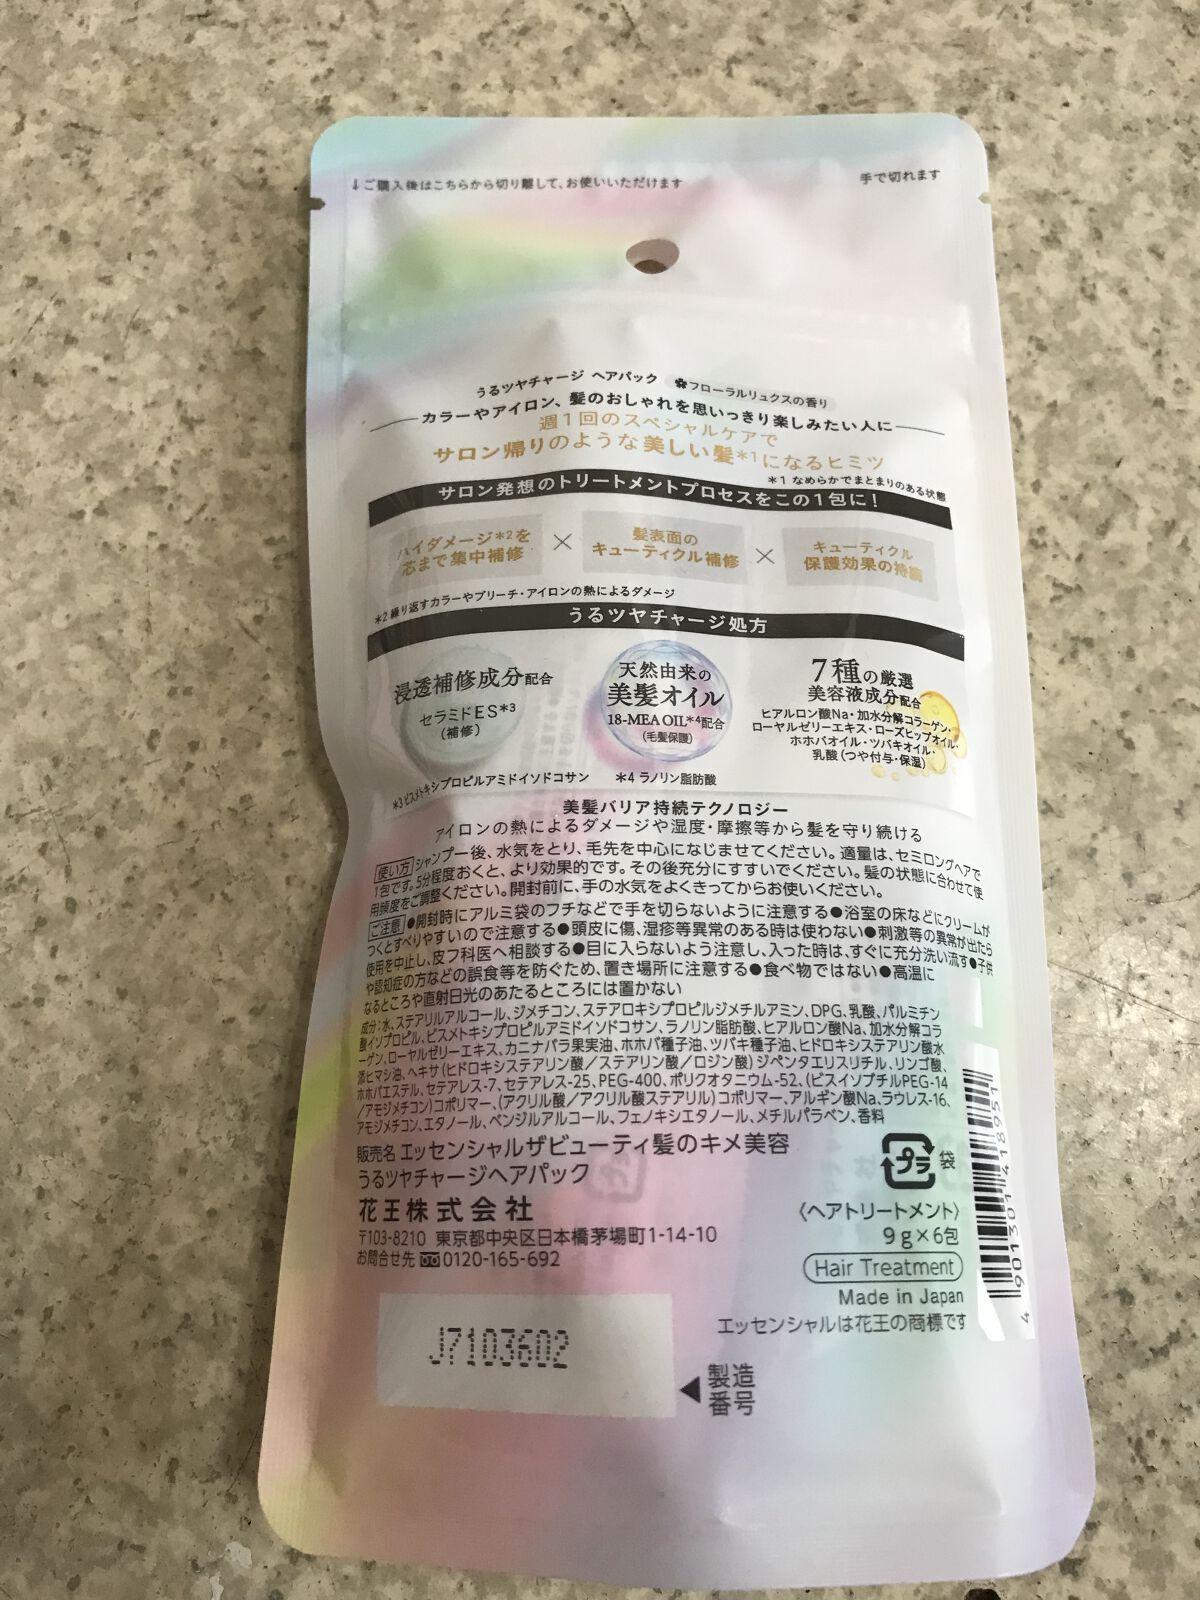 ↓ご購入後はこちらから切り離して、お使いいただけます
手で切れます
うるツヤチャージ ヘアパック フローラルリュクスの香り
カラーやアイロン、髪のおしゃれを思いっきり楽しみたい人に
週1回のスペシャルケアで
サロン帰りのような美しい髪*1になるヒミツ
*1 なめらかでまとまりのある状態
サロン発想のトリートメントプロセスをこの1包に!
ハイダメージ*2を
芯まで集中補修
×
髪表面の
キューティクル補修
×
キューティクル
保護効果の持続
*2 繰り返すカラーやブリーチ・アイロンの熱によるダメージ
うるツヤチャージ処方
浸透補修成分配合
セラミドES*3
(補修)
天然由来の
美髪オイル
18-MEA OIL*4配合
(毛髪保護)
7種の厳選
美容液成分配合
ヒアルロン酸Na・加水分解コラーゲン・
ローヤルゼリーエキス・ローズヒップオイル・
ホホバオイル・ツバキオイル・
乳酸(つや付与・保湿)
*3 ビスメトキシプロピルアミドイソドコサン
*4 ラノリン脂肪酸
美髪バリア持続テクノロジー
アイロンの熱によるダメージや湿度・摩擦等から髪を守り続ける
使い方 シャンプー後、水気をとり、毛先を中心になじませてください。適量は、セミロングヘアで
1包です。5分程度おくと、より効果的です。その後充分にすすいでください。髪の状態に合わせて使
用頻度をご調整ください。開封前に、手の水気をよくきってからお使いください。
ご注意 ●開封時にアルミ袋のフチなどで手を切らないように注意する●浴室の床などにクリームが
つくとすべりやすいので注意する●頭皮に傷、湿疹等異常のある時は使わない●刺激等の異常が出たら
使用を中止し、皮フ科医へ相談する●目に入らないよう注意し、入った時は、すぐに充分洗い流す●子供
や認知症の方などの誤食等を防ぐため、置き場所に注意する●食べ物ではない●高温に
なるところや直射日光のあたるところには置かない
成分:水、ステアリルアルコール、ジメチコン、ステアロキシプロピルジメチルアミン、DPG、乳酸、パルミチン
酸イソプロピル、ビスメトキシプロピルアミドイソドコサン、ラノリン脂肪酸、ヒアルロン酸Na、加水分解コラ
ーゲン、ローヤルゼリーエキス、カニナバラ果実油、ホホバ種子油、ツバキ種子油、ヒドロキシステアリン酸水
添ヒマシ油、ヘキサ(ヒドロキシステアリン酸/ステアリン酸/ロジン酸)ジペンタエリスリチル、リンゴ酸、
ホホバエステル、セテアレス-7、セテアレス-25、PEG-400、ポリクオタニウム-52、(ビスイソブチルPEG-14
/アモジメチコン)コポリマー、(アクリル酸/アクリル酸ステアリル)コポリマー、アルギン酸Na、ラウレス-16、
アモジメチコン、エタノール、ベンジルアルコール、フェノキシエタノール、メチルパラベン、香料
販売名 エッセンシャルザビューティ髪のキメ美容
うるツヤチャージヘアパック
花王株式会社
〒103-8210 東京都中央区日本橋茅場町1-14-10
お問合せ先 0120-165-692
プラ 袋
〈ヘアトリートメント〉
9g×6包
Hair Treatment
Made in Japan
エッセンシャルは花王の商標です
4 901301 418951
J7103602
◀製造
番号